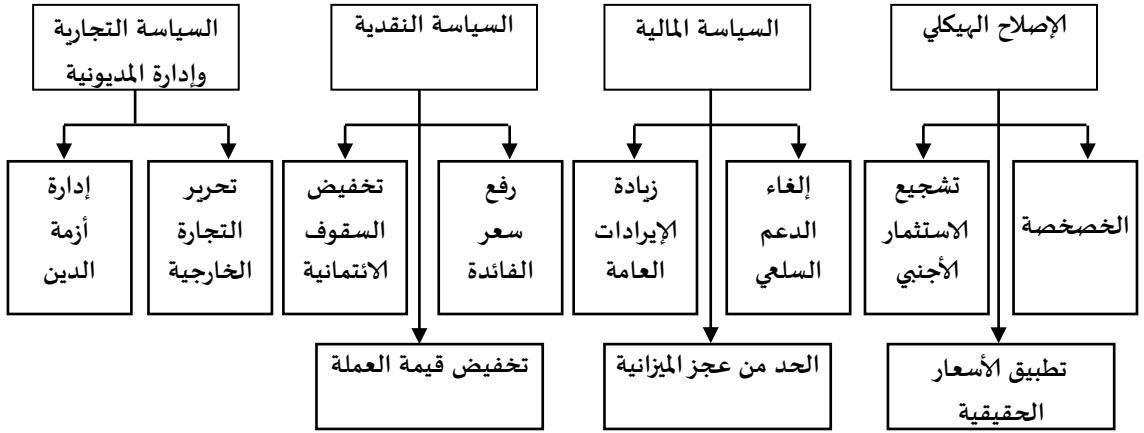 الإصلاح الهيكلي
السياسة المالية
السياسة النقدية
السياسة التجارية
وإدارة المديونية
الخصخصة
تشجيع
الاستثمار
الأجنبي
إلغاء
الدعم
السلعي
زيادة
الإيرادات
العامة
رفع
سعر
الفائدة
تخفيض
السقوف
الائتمانية
تحرير
التجارة
الخارجية
إدارة
أزمة
الدين
تطبيق الأسعار
الحقيقية
الحد من عجز الميزانية
تخفيض قيمة العملة